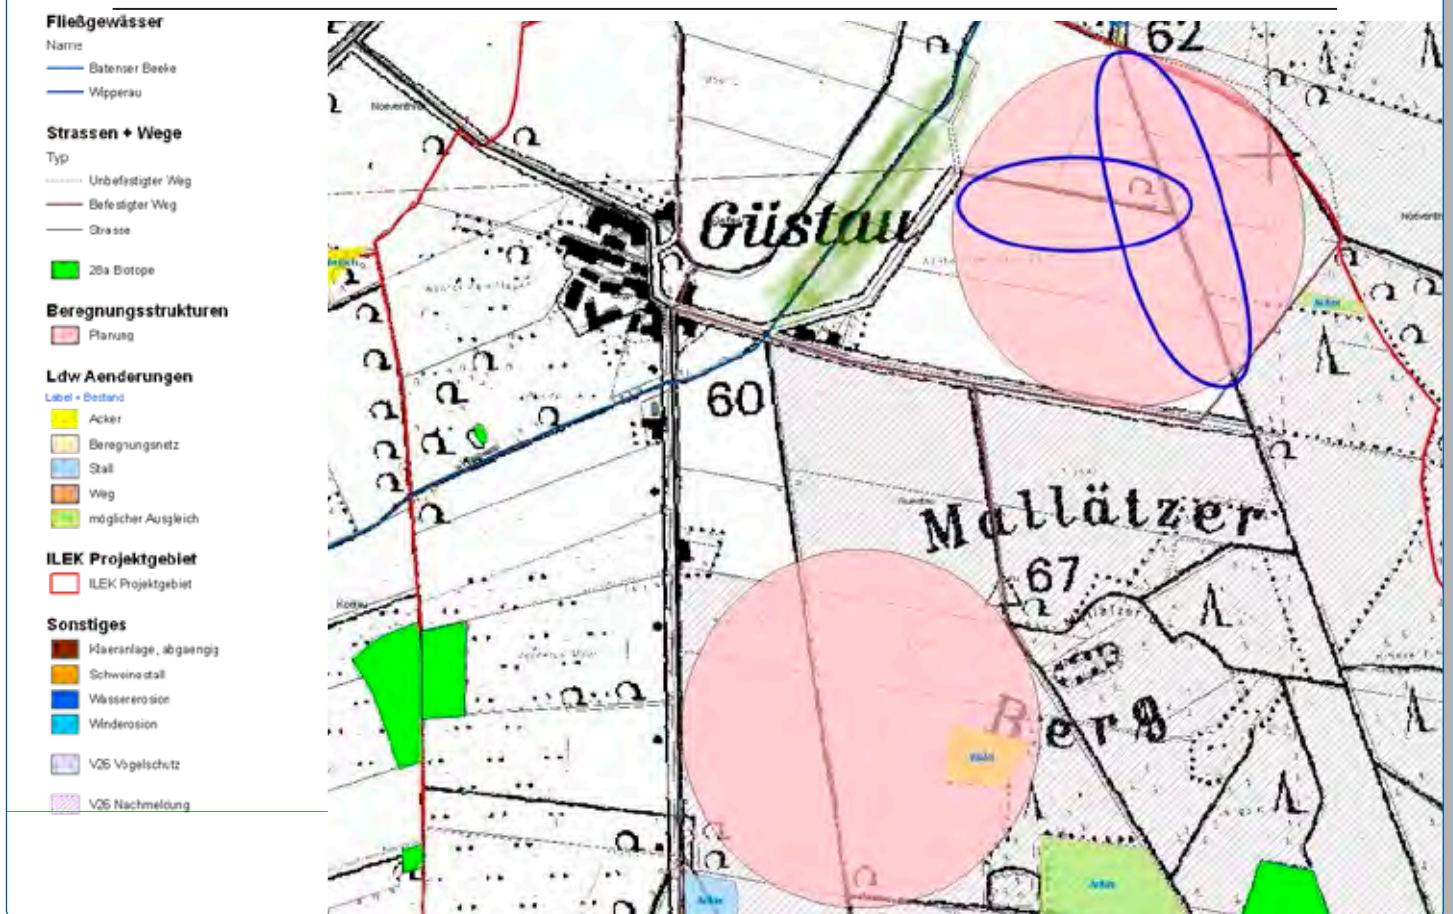 Fließgewässer
Name
Batenser Beeke
Wipperau
Strassen + Wege
Typ
Unbefestigter Weg
Befestigter Weg
Strasse
28a Biotope
Beregnungsstrukturen
Planung
Ldw Aenderungen
Label = Bestand
Acker
Beregnungsnetz
Stall
Weg
möglicher Ausgleich
ILEK Projektgebiet
ILEK Projektgebiet
Sonstiges
Klaeranlage, abgaengig
Schweinestall
Wassererosion
Winderosion
V26 Vogelschutz
V26 Nachmeldung
62
Güstau
Acker
60
Mallätzer
67
Berg
Wald
Acker
Acker